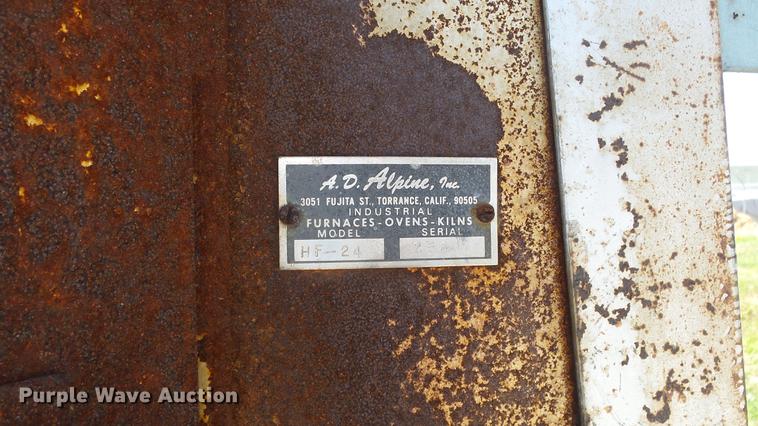 A.D. Alpine, Inc.
3051 FUJITA ST., TORRANCE, CALIF., 90505
INDUSTRIAL
FURNACES-OVENS-KILNS
MODEL SERIAL
HF-24
Purple Wave Auction